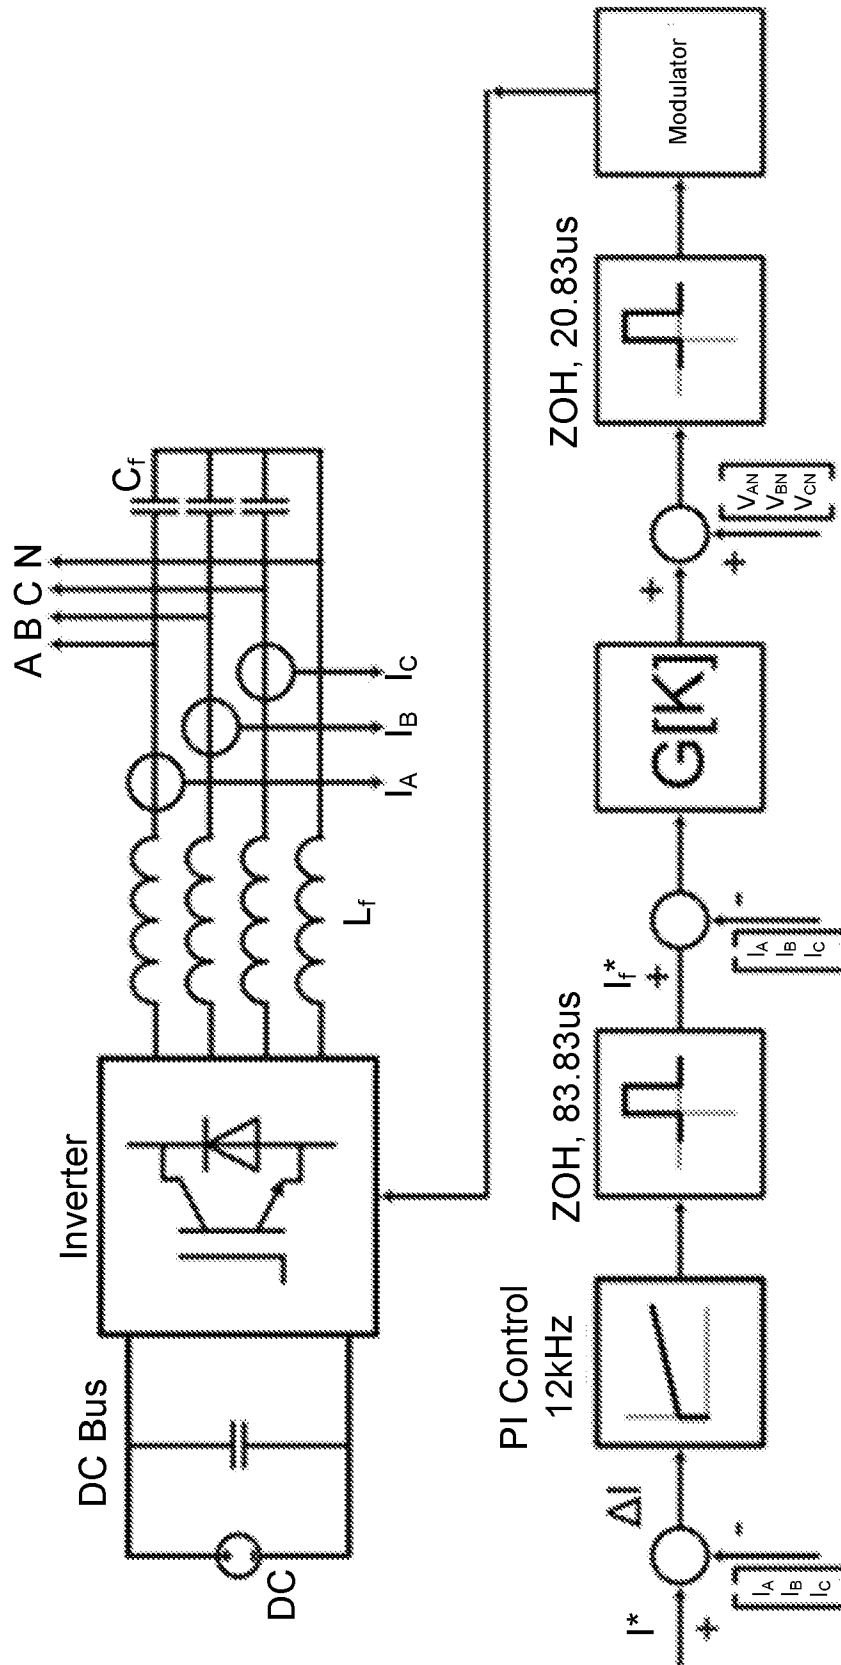 A B C N
C_f
Inverter
DC Bus
DC
L_f
I_A
I_B
I_C
I*
+
-
I_A
I_B
I_C
ΔI
PI Control
12kHz
ZOH, 83.83us
I_f*
+
-
I_A
I_B
I_C
G[K]
+
+
V_AN
V_BN
V_CN
ZOH, 20.83us
Modulator